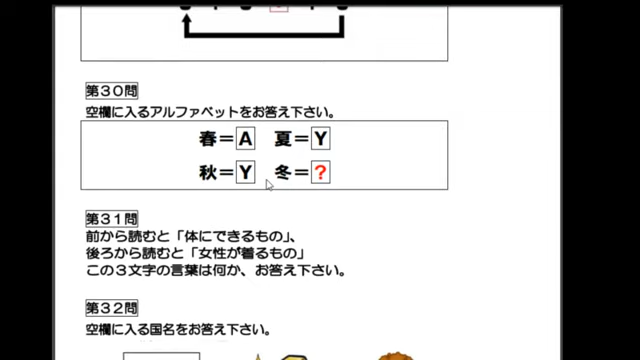 第30問
空欄に入るアルファベットをお答え下さい。
春=A 夏=Y
秋=Y 冬=?
第31問
前から読むと「体にできるもの」、
後ろから読むと「女性が着るもの」
この3文字の言葉は何か、お答え下さい。
第32問
空欄に入る国名をお答え下さい。